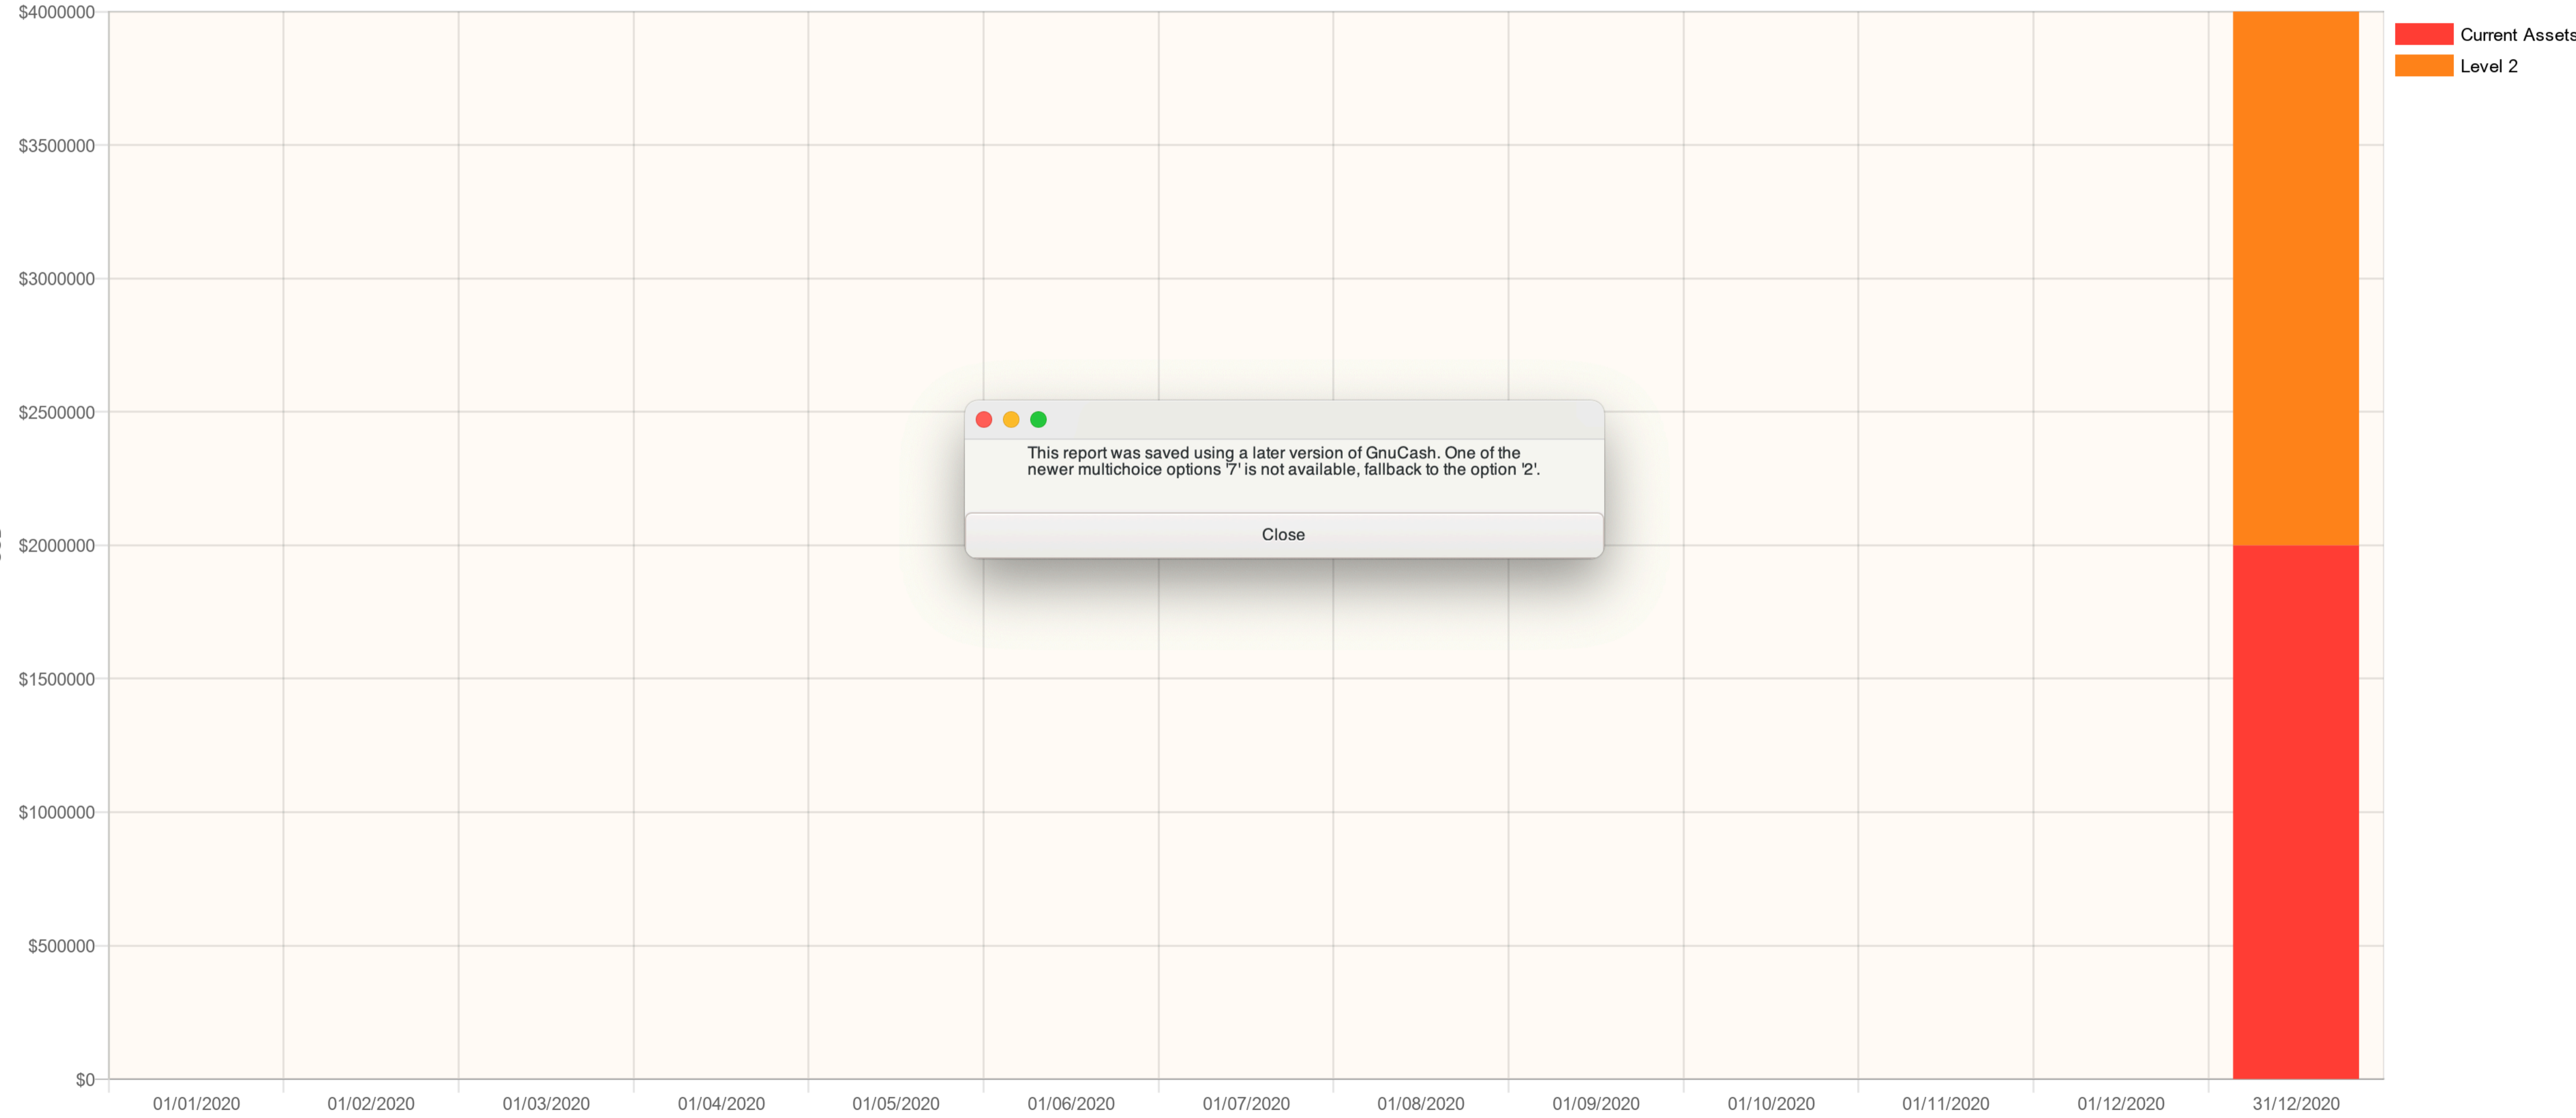 $4000000
$3500000
$3000000
$2500000
$2000000
$1500000
$1000000
$500000
$0
Current Assets
Level 2
This report was saved using a later version of GnuCash. One of the
newer multichoice options '7' is not available, fallback to the option '2'.
Close
01/01/2020 01/02/2020 01/03/2020 01/04/2020 01/05/2020 01/06/2020 01/07/2020 01/08/2020 01/09/2020 01/10/2020 01/11/2020 01/12/2020 31/12/2020